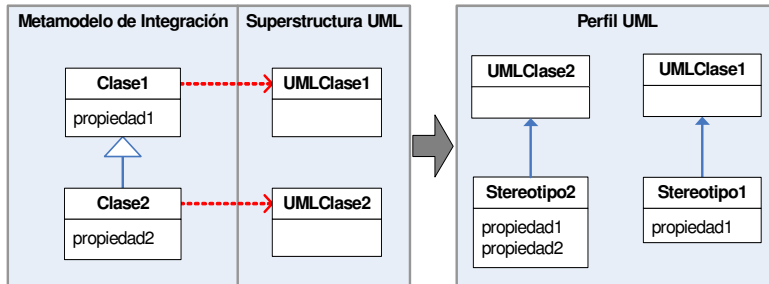 Metamodelo de Integración
Superstructura UML
Perfil UML
Clase1
propiedad1
UMLClase1
Clase2
propiedad2
UMLClase2
UMLClase2
UMLClase1
Stereotipo2
propiedad1
propiedad2
Stereotipo1
propiedad1